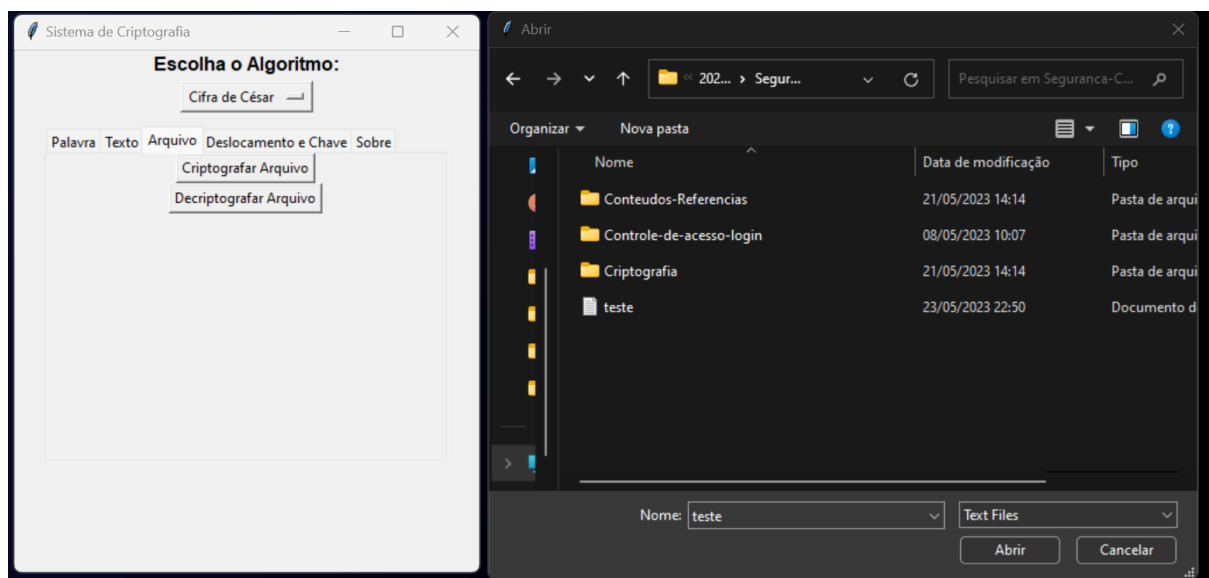 Sistema de Criptografia
Escolha o Algoritmo:
Cifra de César
Palavra Texto Arquivo Deslocamento e Chave Sobre
Criptografar Arquivo
Decriptografar Arquivo
Abrir
« 202... › Segur...
Pesquisar em Seguranca-C...
Organizar Nova pasta
Nome Data de modificação Tipo
Conteudos-Referencias 21/05/2023 14:14 Pasta de arqui
Controle-de-acesso-login 08/05/2023 10:07 Pasta de arqui
Criptografia 21/05/2023 14:14 Pasta de arqui
teste 23/05/2023 22:50 Documento d
Nome: teste Text Files
Abrir Cancelar